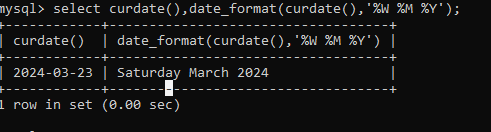 mysql> select curdate(),date_format(curdate(),'%W %M %Y');
+------------+-----------------------------------+
| curdate()  | date_format(curdate(),'%W %M %Y') |
+------------+-----------------------------------+
| 2024-03-23 | Saturday March 2024               |
+------------+-----------------------------------+
1 row in set (0.00 sec)